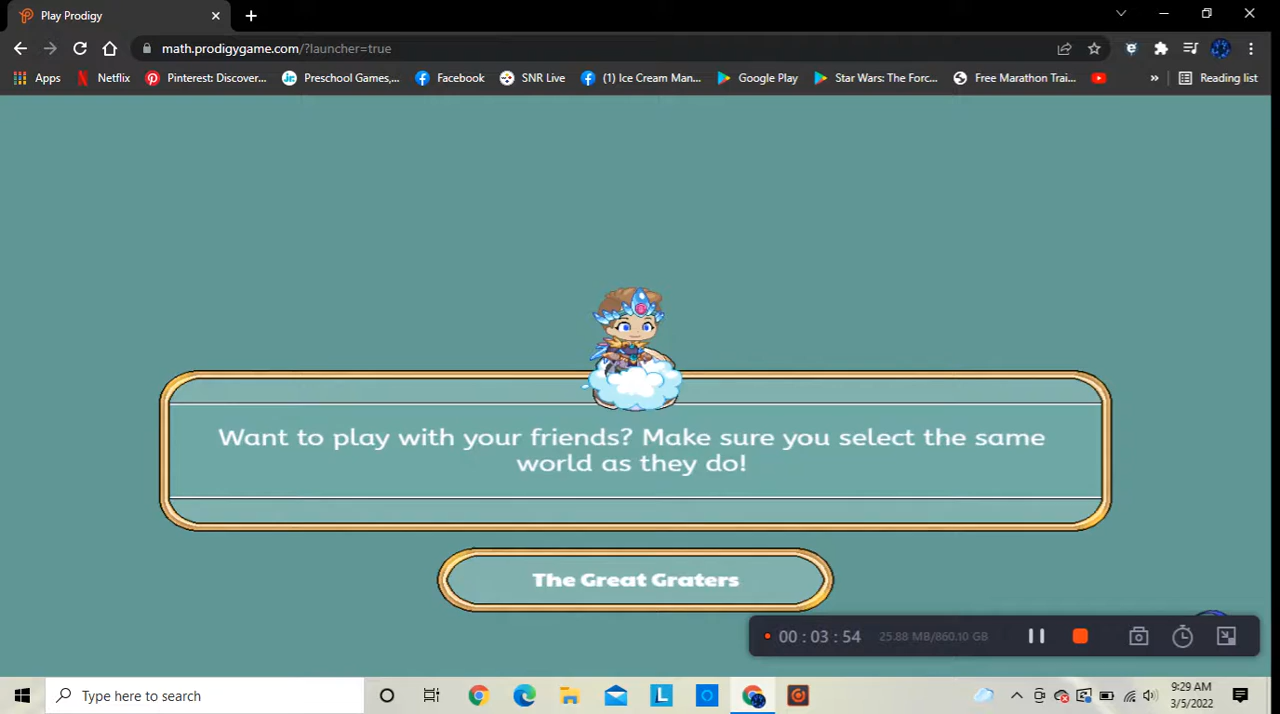 Play Prodigy
math.prodigygame.com/?launcher=true
Apps
Netflix
Pinterest: Discover...
Preschool Games,...
Facebook
SNR Live
(1) Ice Cream Man...
Google Play
Star Wars: The Forc...
Free Marathon Trai...
»
Reading list
Want to play with your friends? Make sure you select the same
world as they do!
The Great Graters
00 : 03 : 54
25.88 MB/860.10 GB
Type here to search
9:29 AM
3/5/2022